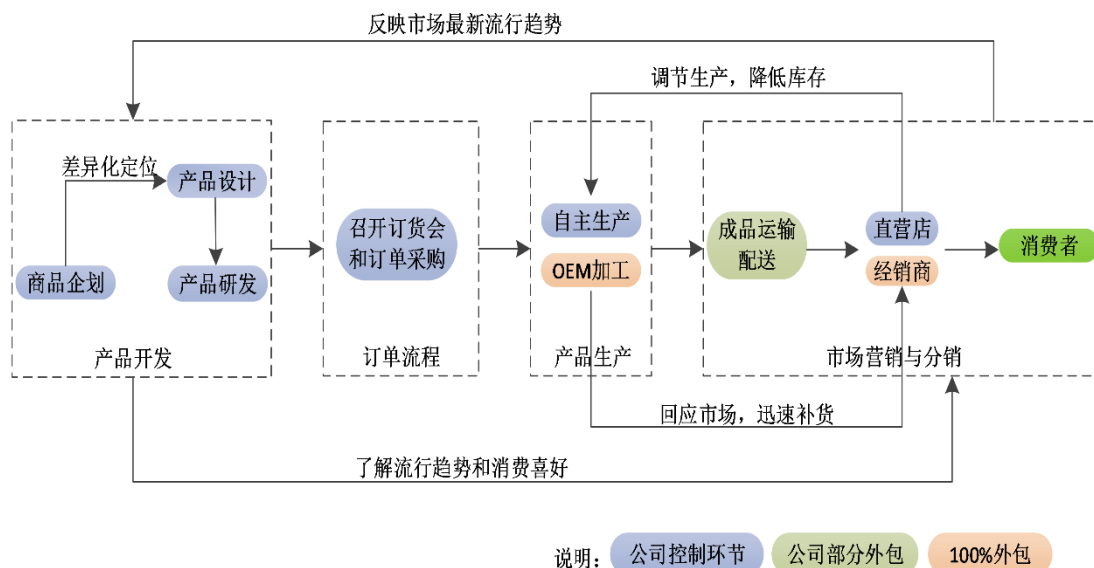 反映市场最新流行趋势
调节生产，降低库存
差异化定位
产品设计
商品企划
产品研发
产品开发
召开订货会
和订单采购
订单流程
自主生产
OEM加工
产品生产
成品运输
配送
直营店
经销商
消费者
市场营销与分销
回应市场，迅速补货
了解流行趋势和消费喜好
说明：
公司控制环节
公司部分外包
100%外包